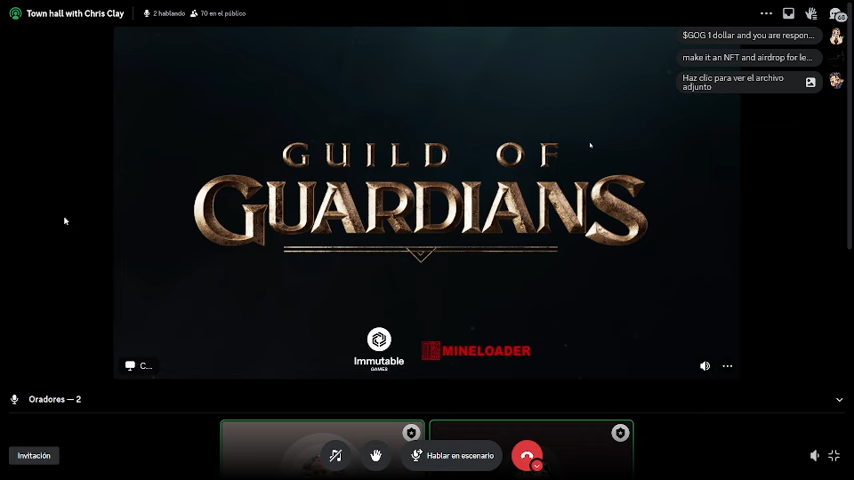 Town hall with Chris Clay
2 hablando
70 en el público
68
$GOG 1 dollar and you are respon...
make it an NFT and airdrop for le...
Haz clic para ver el archivo
adjunto
GUILD OF
GUARDIANS
Immutable
GAMES
MINELOADER
C...
Oradores — 2
Invitación
Hablar en escenario